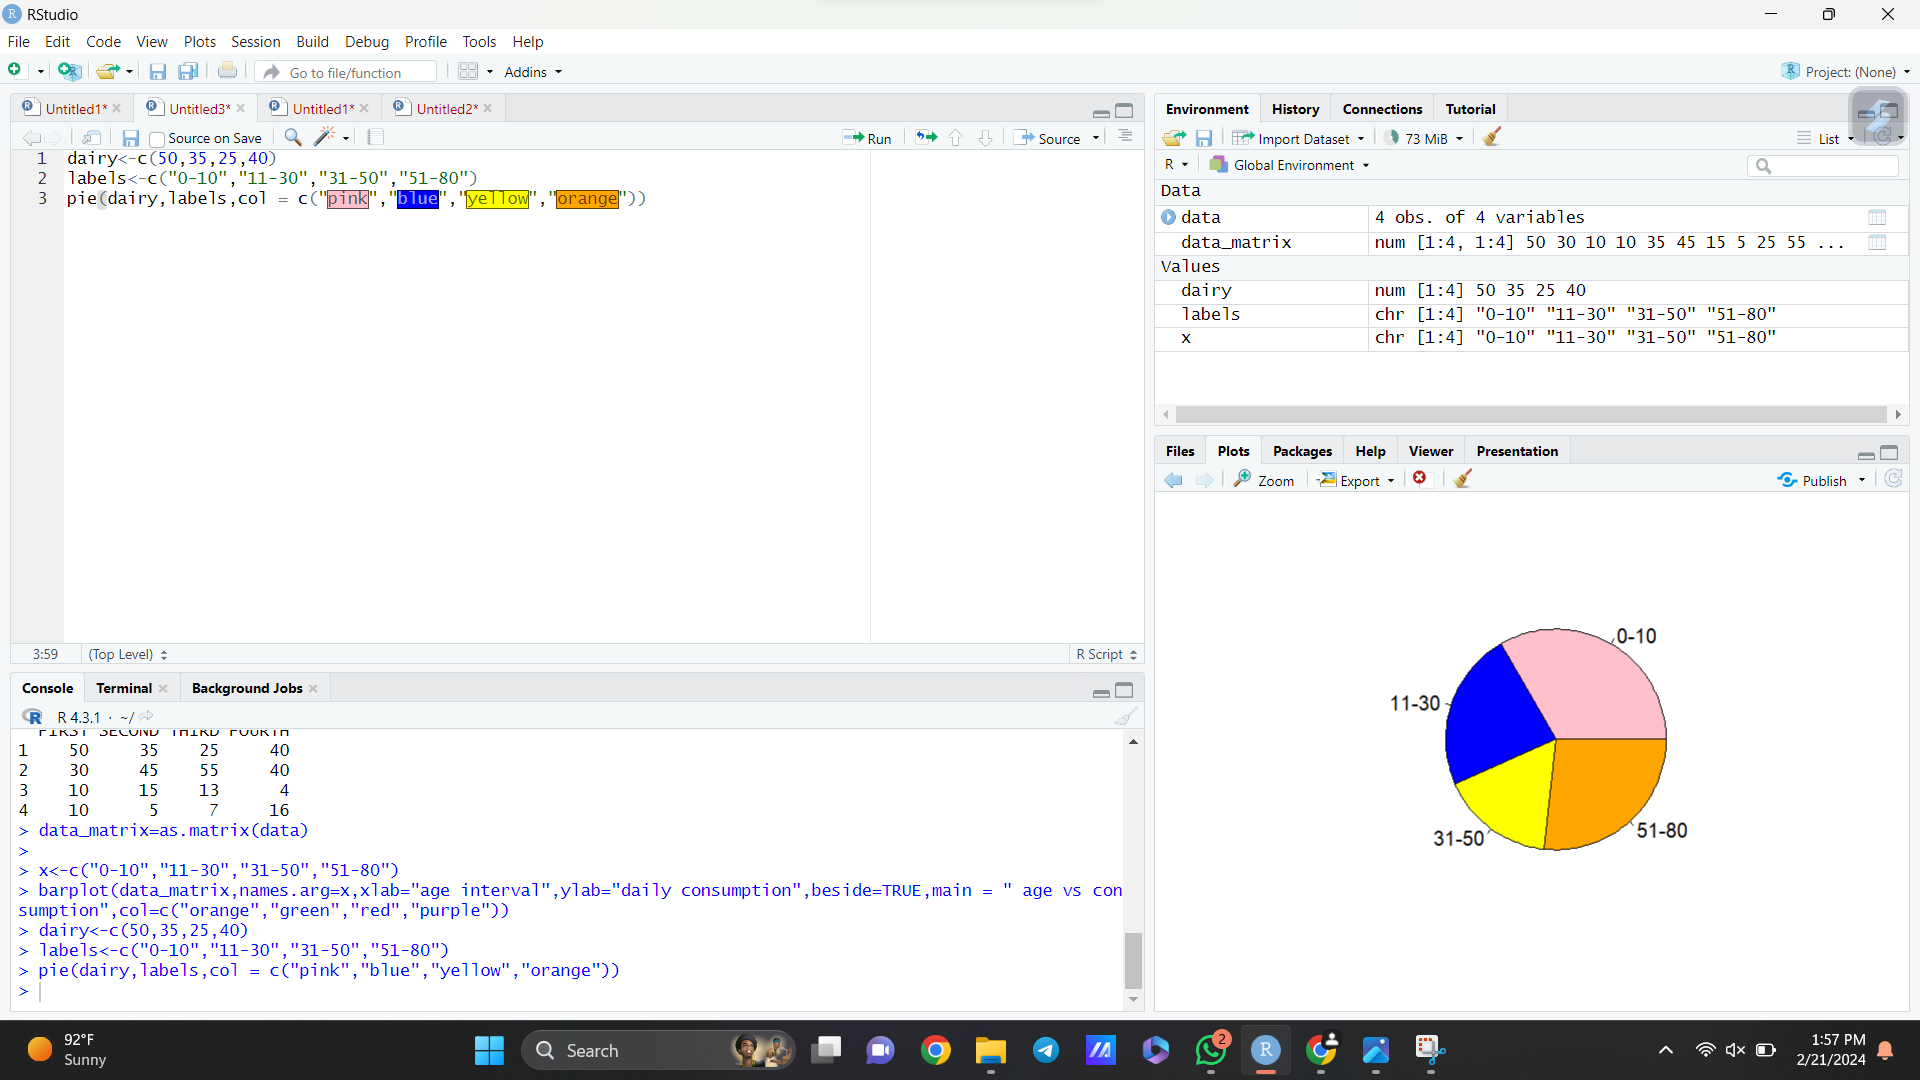 RStudio
File Edit Code View Plots Session Build Debug Profile Tools Help
Go to file/function Addins Project: (None)
Untitled1* Untitled3* Untitled1* Untitled2*
Source on Save Run Source
1 dairy<-c(50,35,25,40)
2 labels<-c("0-10","11-30","31-50","51-80")
3 pie(dairy,labels,col = c("pink","blue","yellow","orange"))
3:59 (Top Level) R Script
Console Terminal Background Jobs
R 4.3.1 · ~/
FIRST SECOND THIRD FOURTH
1 50 35 25 40
2 30 45 55 40
3 10 15 13 4
4 10 5 7 16
> data_matrix=as.matrix(data)
>
> x<-c("0-10","11-30","31-50","51-80")
> barplot(data_matrix,names.arg=x,xlab="age interval",ylab="daily consumption",beside=TRUE,main = " age vs con
sumption",col=c("orange","green","red","purple"))
> dairy<-c(50,35,25,40)
> labels<-c("0-10","11-30","31-50","51-80")
> pie(dairy,labels,col = c("pink","blue","yellow","orange"))
>
Environment History Connections Tutorial
Import Dataset 73 MiB List
R Global Environment
Data
data 4 obs. of 4 variables
data_matrix num [1:4, 1:4] 50 30 10 10 35 45 15 5 25 55 ...
Values
dairy num [1:4] 50 35 25 40
labels chr [1:4] "0-10" "11-30" "31-50" "51-80"
x chr [1:4] "0-10" "11-30" "31-50" "51-80"
Files Plots Packages Help Viewer Presentation
Zoom Export Publish
0-10
11-30
31-50
51-80
92°F
Sunny
Search
2
R
1:57 PM
2/21/2024